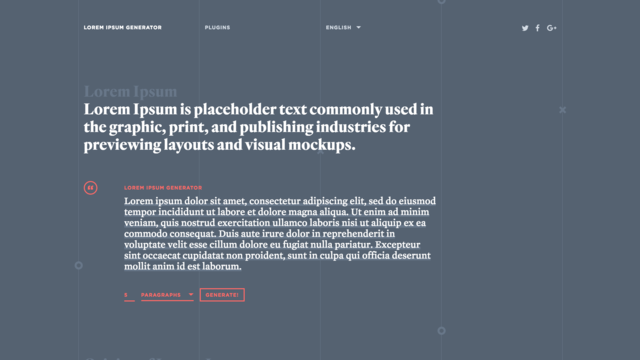 LOREM IPSUM GENERATOR
PLUGINS
ENGLISH
Lorem Ipsum
Lorem Ipsum is placeholder text commonly used in
the graphic, print, and publishing industries for
previewing layouts and visual mockups.
LOREM IPSUM GENERATOR
Lorem ipsum dolor sit amet, consectetur adipiscing elit, sed do eiusmod
tempor incididunt ut labore et dolore magna aliqua. Ut enim ad minim
veniam, quis nostrud exercitation ullamco laboris nisi ut aliquip ex ea
commodo consequat. Duis aute irure dolor in reprehenderit in
voluptate velit esse cillum dolore eu fugiat nulla pariatur. Excepteur
sint occaecat cupidatat non proident, sunt in culpa qui officia deserunt
mollit anim id est laborum.
PARAGRAPHS
GENERATE!